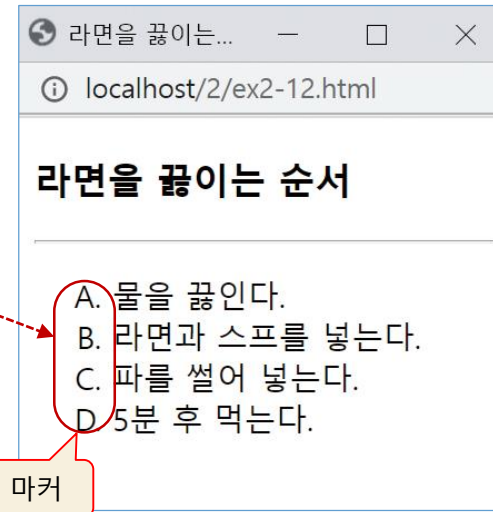 라면을 끓이는...
localhost/2/ex2-12.html
라면을 끓이는 순서
A. 물을 끓인다.
B. 라면과 스프를 넣는다.
C. 파를 썰어 넣는다.
D. 5분 후 먹는다.
마커